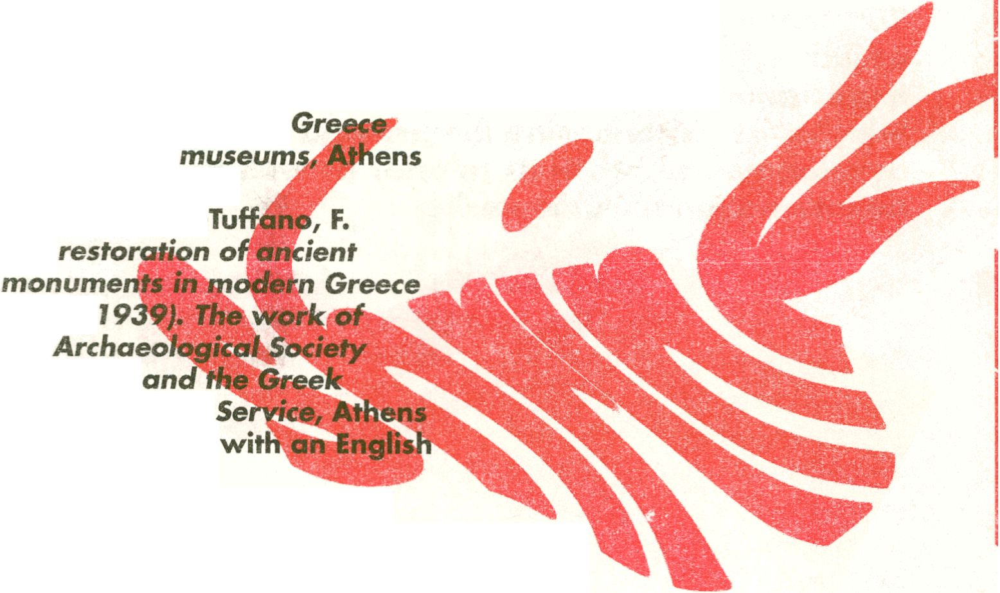 Greece
museums, Athens
Tuffano, F.
restoration of ancient
monuments in modern Greece
1939). The work of
Archaeological Society
and the Greek
Service, Athens
with an English